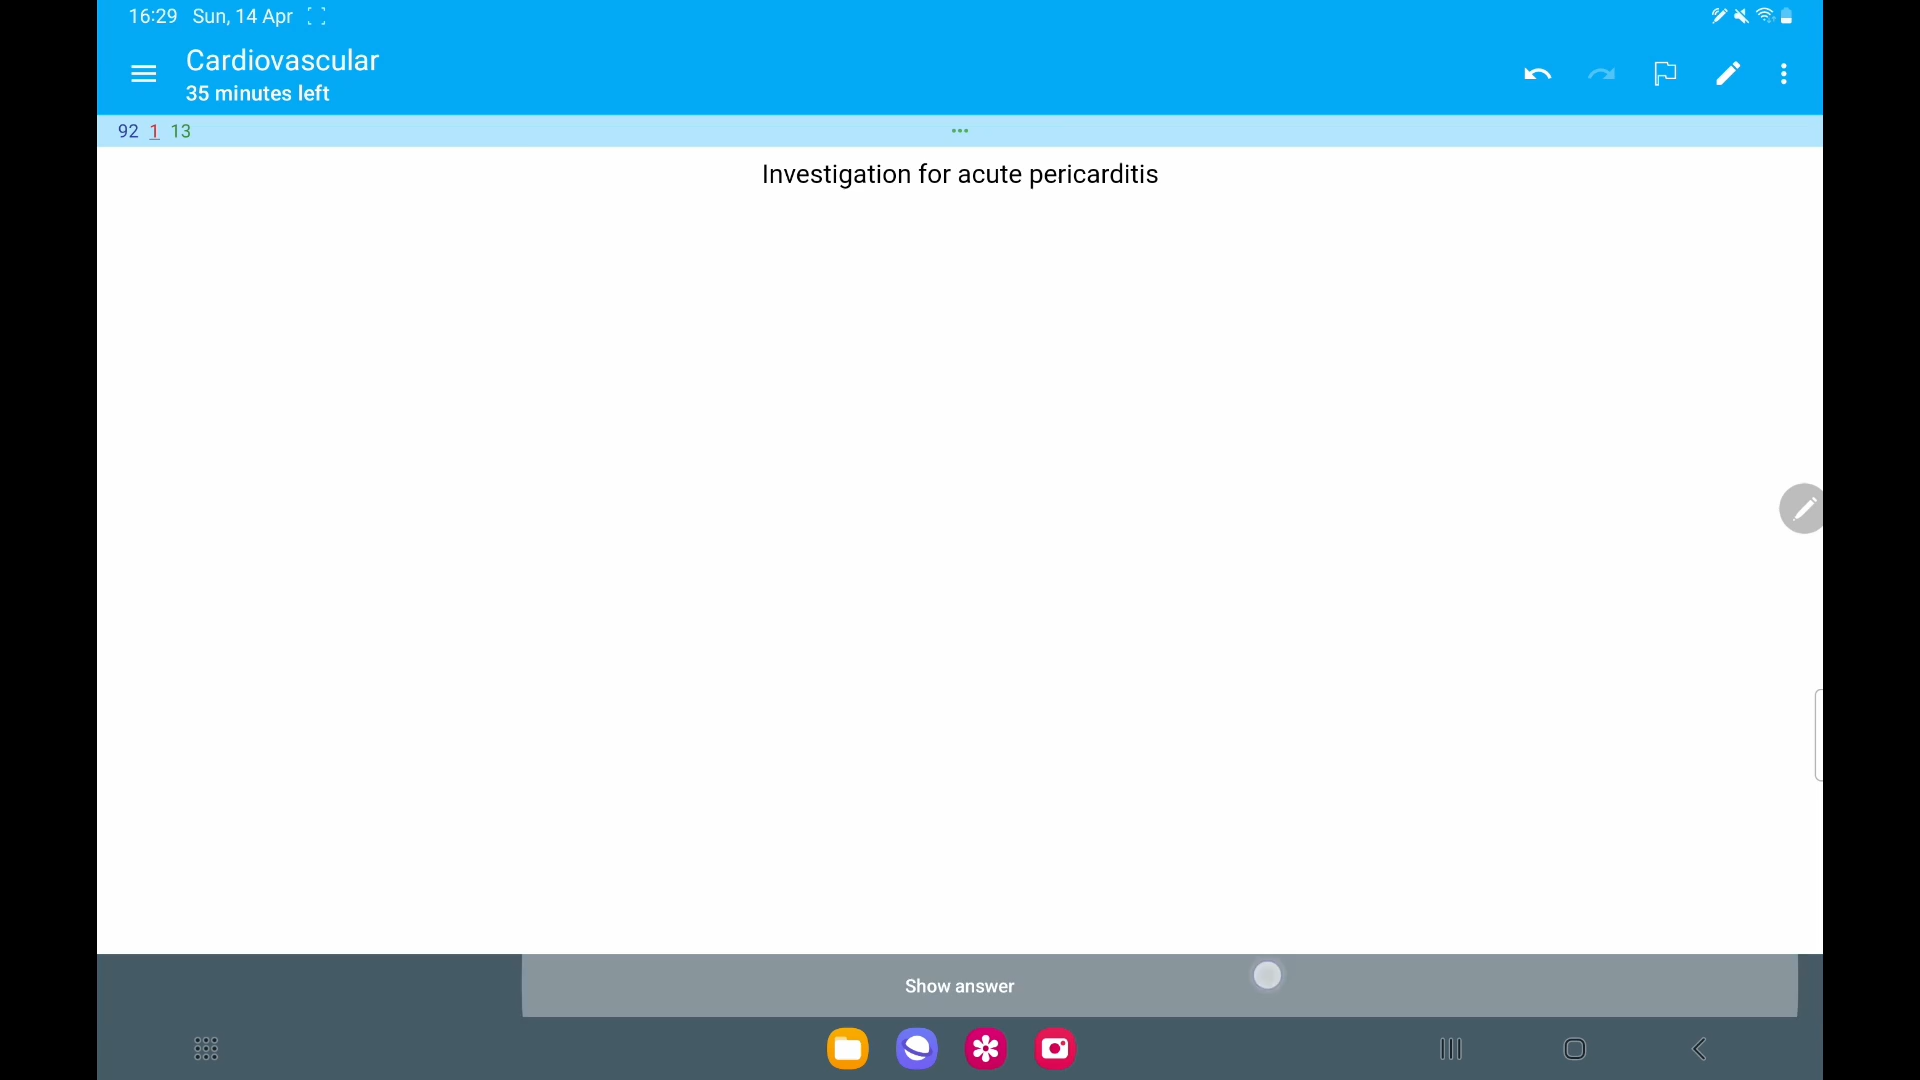 16:29 Sun, 14 Apr
Cardiovascular
35 minutes left
92 1 13
Investigation for acute pericarditis
Show answer